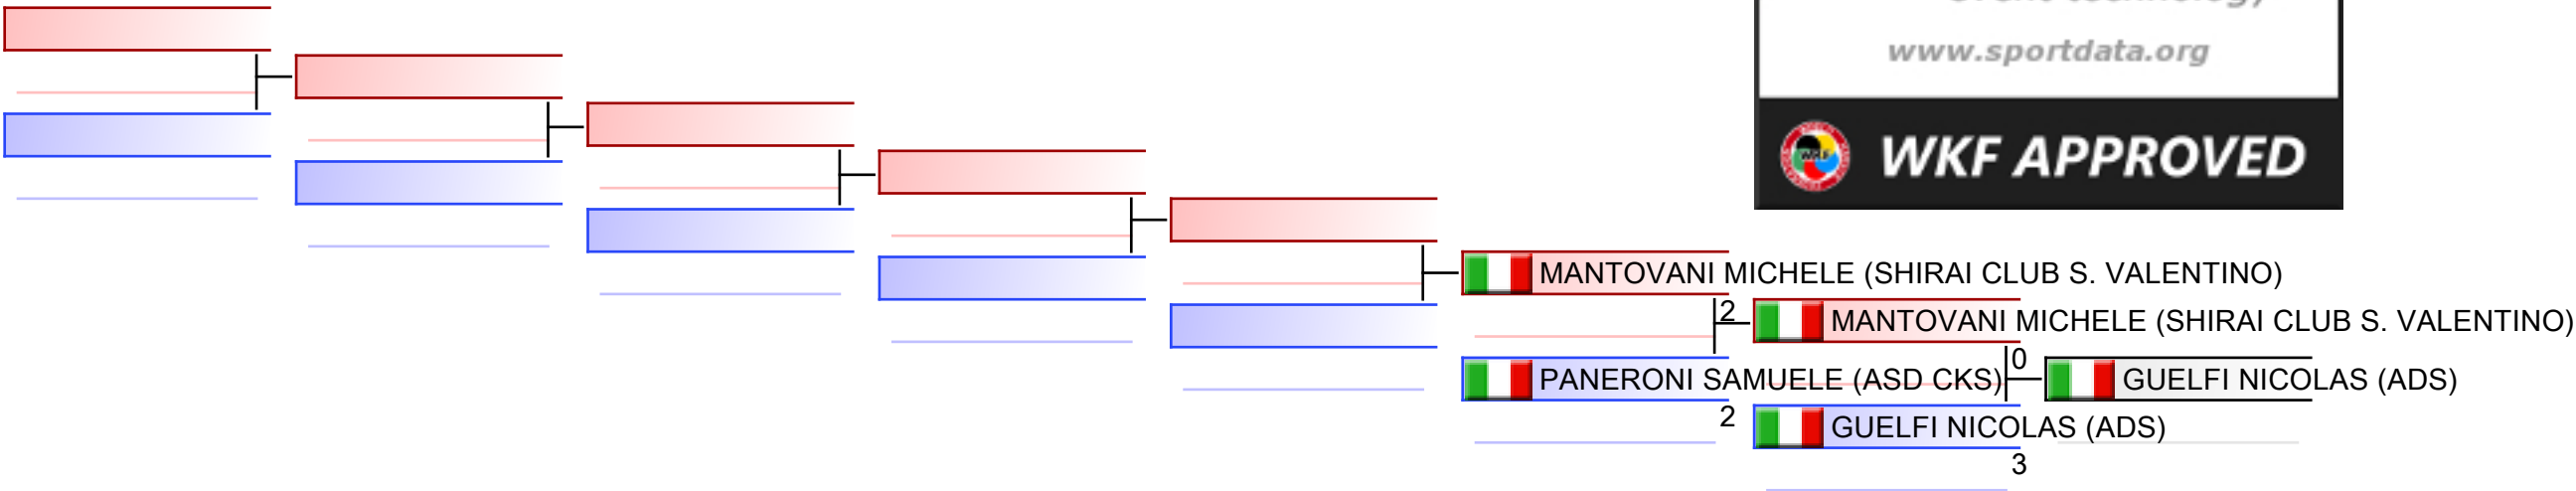 www.sportdata.org
WKF APPROVED
MANTOVANI MICHELE (SHIRAI CLUB S. VALENTINO)
2
MANTOVANI MICHELE (SHIRAI CLUB S. VALENTINO)
0
PANERONI SAMUELE (ASD CKS)
GUELFI NICOLAS (ADS)
2
GUELFI NICOLAS (ADS)
3